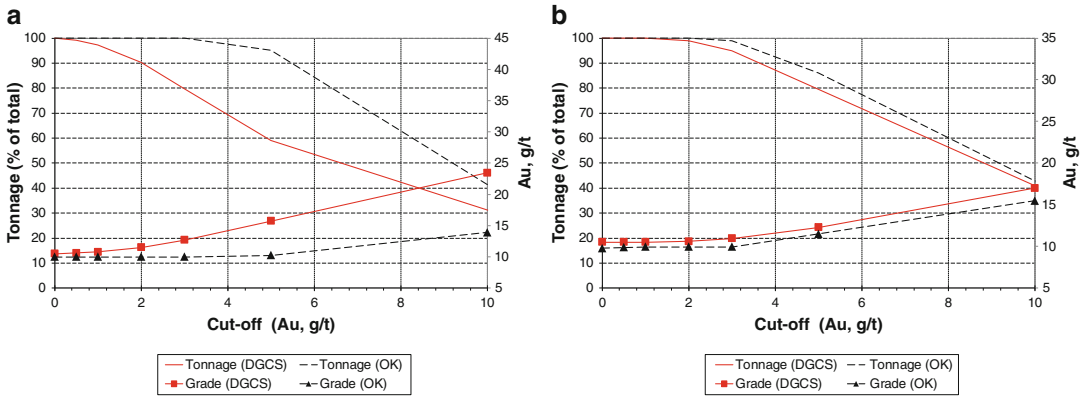 a
Tonnage (% of total)
100
90
80
70
60
50
40
30
20
10
0
45
40
35
30
25
20
15
10
5
Au, g/t
0 2 4 6 8 10
Cut-off (Au, g/t)
Tonnage (DGCS) Tonnage (OK)
Grade (DGCS) Grade (OK)
b
Tonnage (% of total)
100
90
80
70
60
50
40
30
20
10
0
35
30
25
20
15
10
5
Au, g/t
0 2 4 6 8 10
Cut-off (Au, g/t)
Tonnage (DGCS) Tonnage (OK)
Grade (DGCS) Grade (OK)